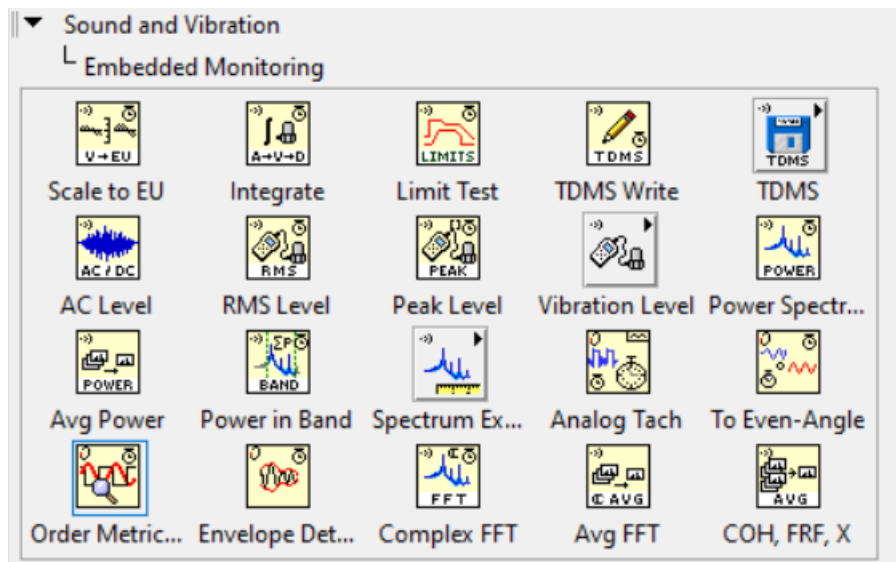 Sound and Vibration
Embedded Monitoring
V→EU A→V→D LIMITS TDMS TDMS
Scale to EU Integrate Limit Test TDMS Write TDMS
AC/DC RMS PEAK POWER
AC Level RMS Level Peak Level Vibration Level Power Spectr...
POWER ΣP BAND
Avg Power Power in Band Spectrum Ex... Analog Tach To Even-Angle
FFT ℂ AVG AVG
Order Metric... Envelope Det... Complex FFT Avg FFT COH, FRF, X